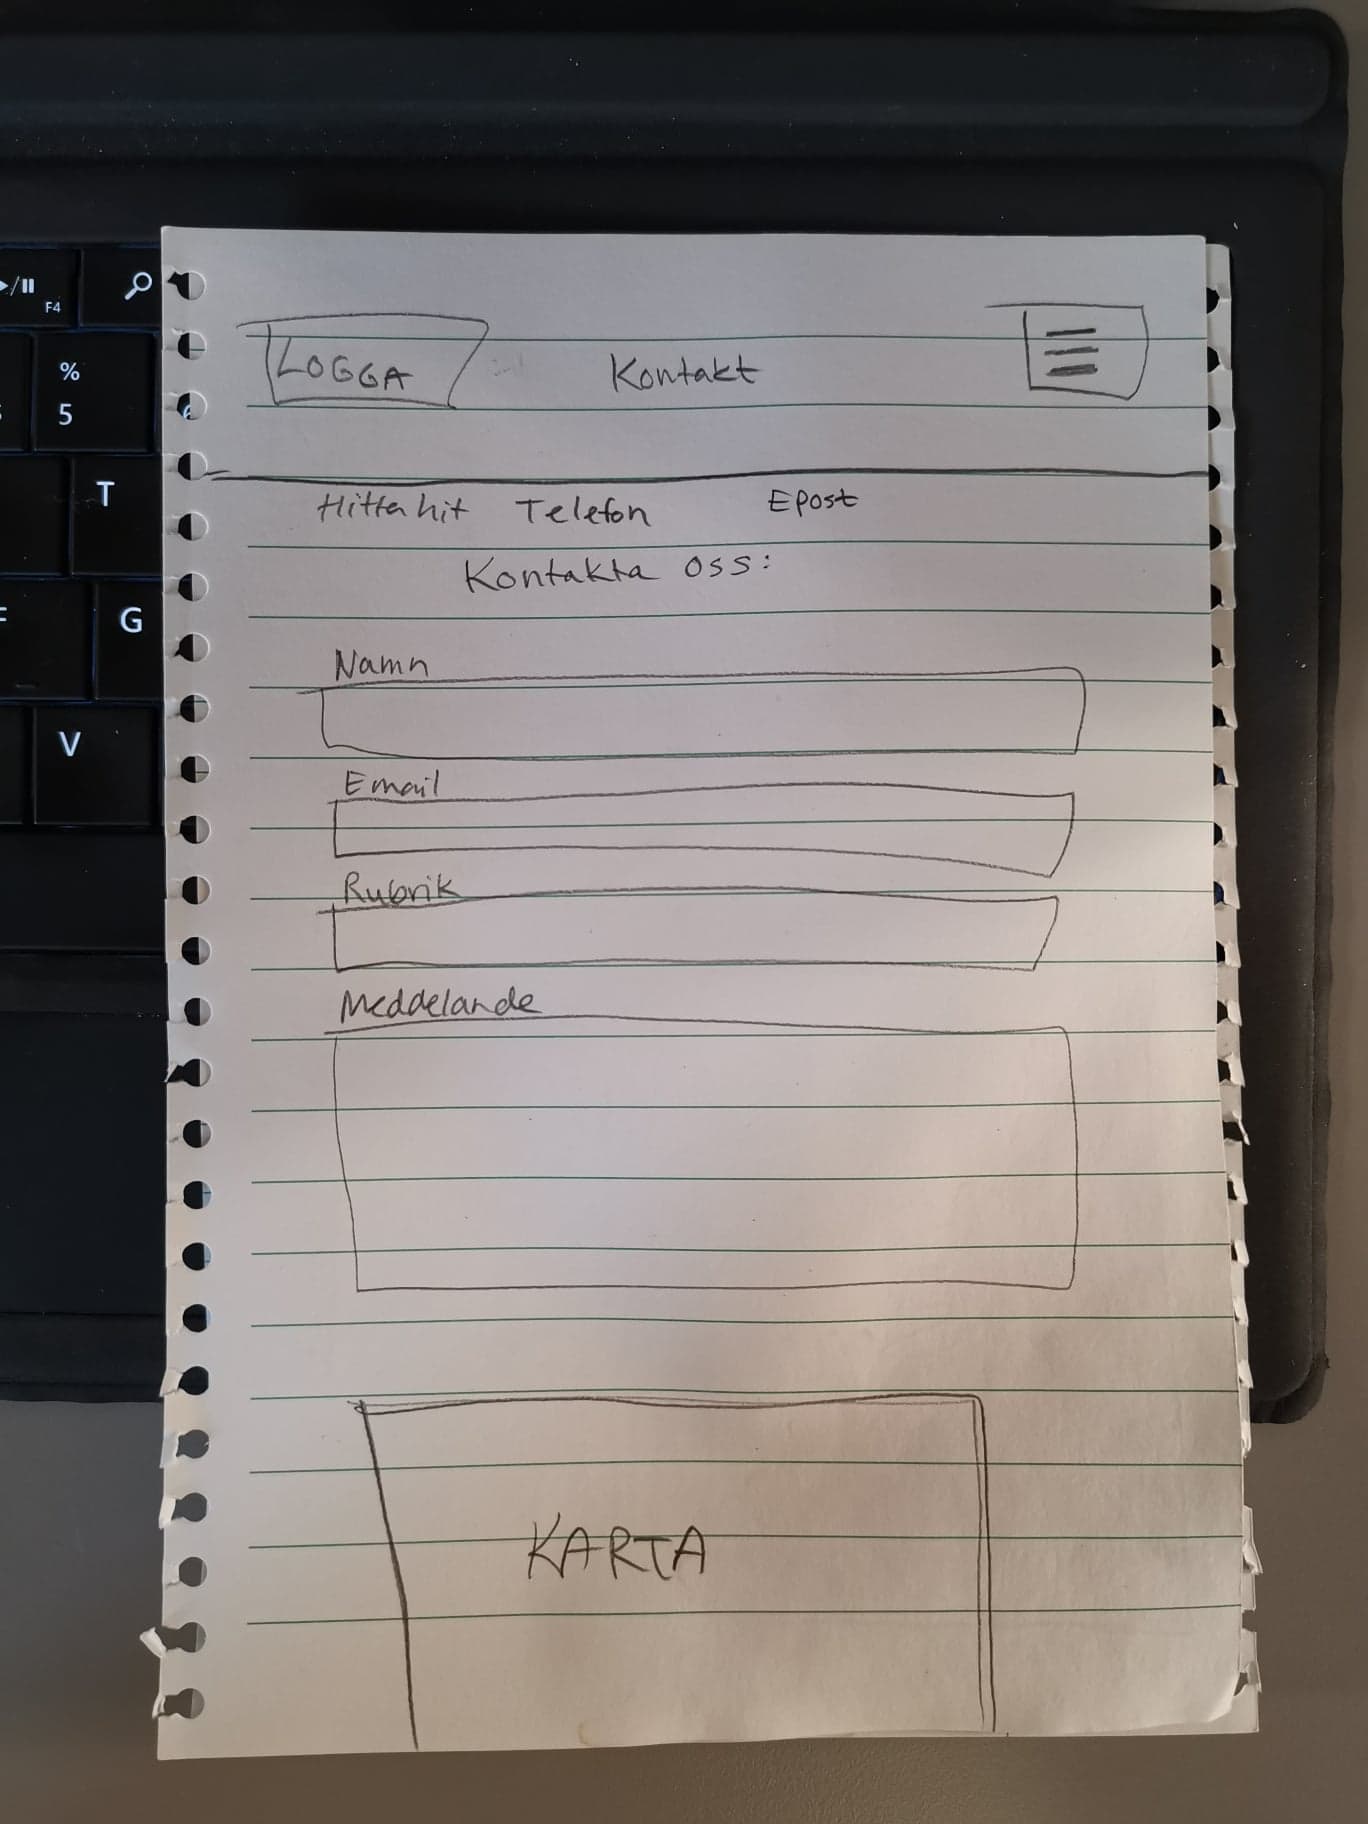 F4
%
5
T
G
V
LOGGA Kontakt
Hitta hit Telefon Epost
Kontakta oss:
Namn
Email
Rubrik
Meddelande
KARTA